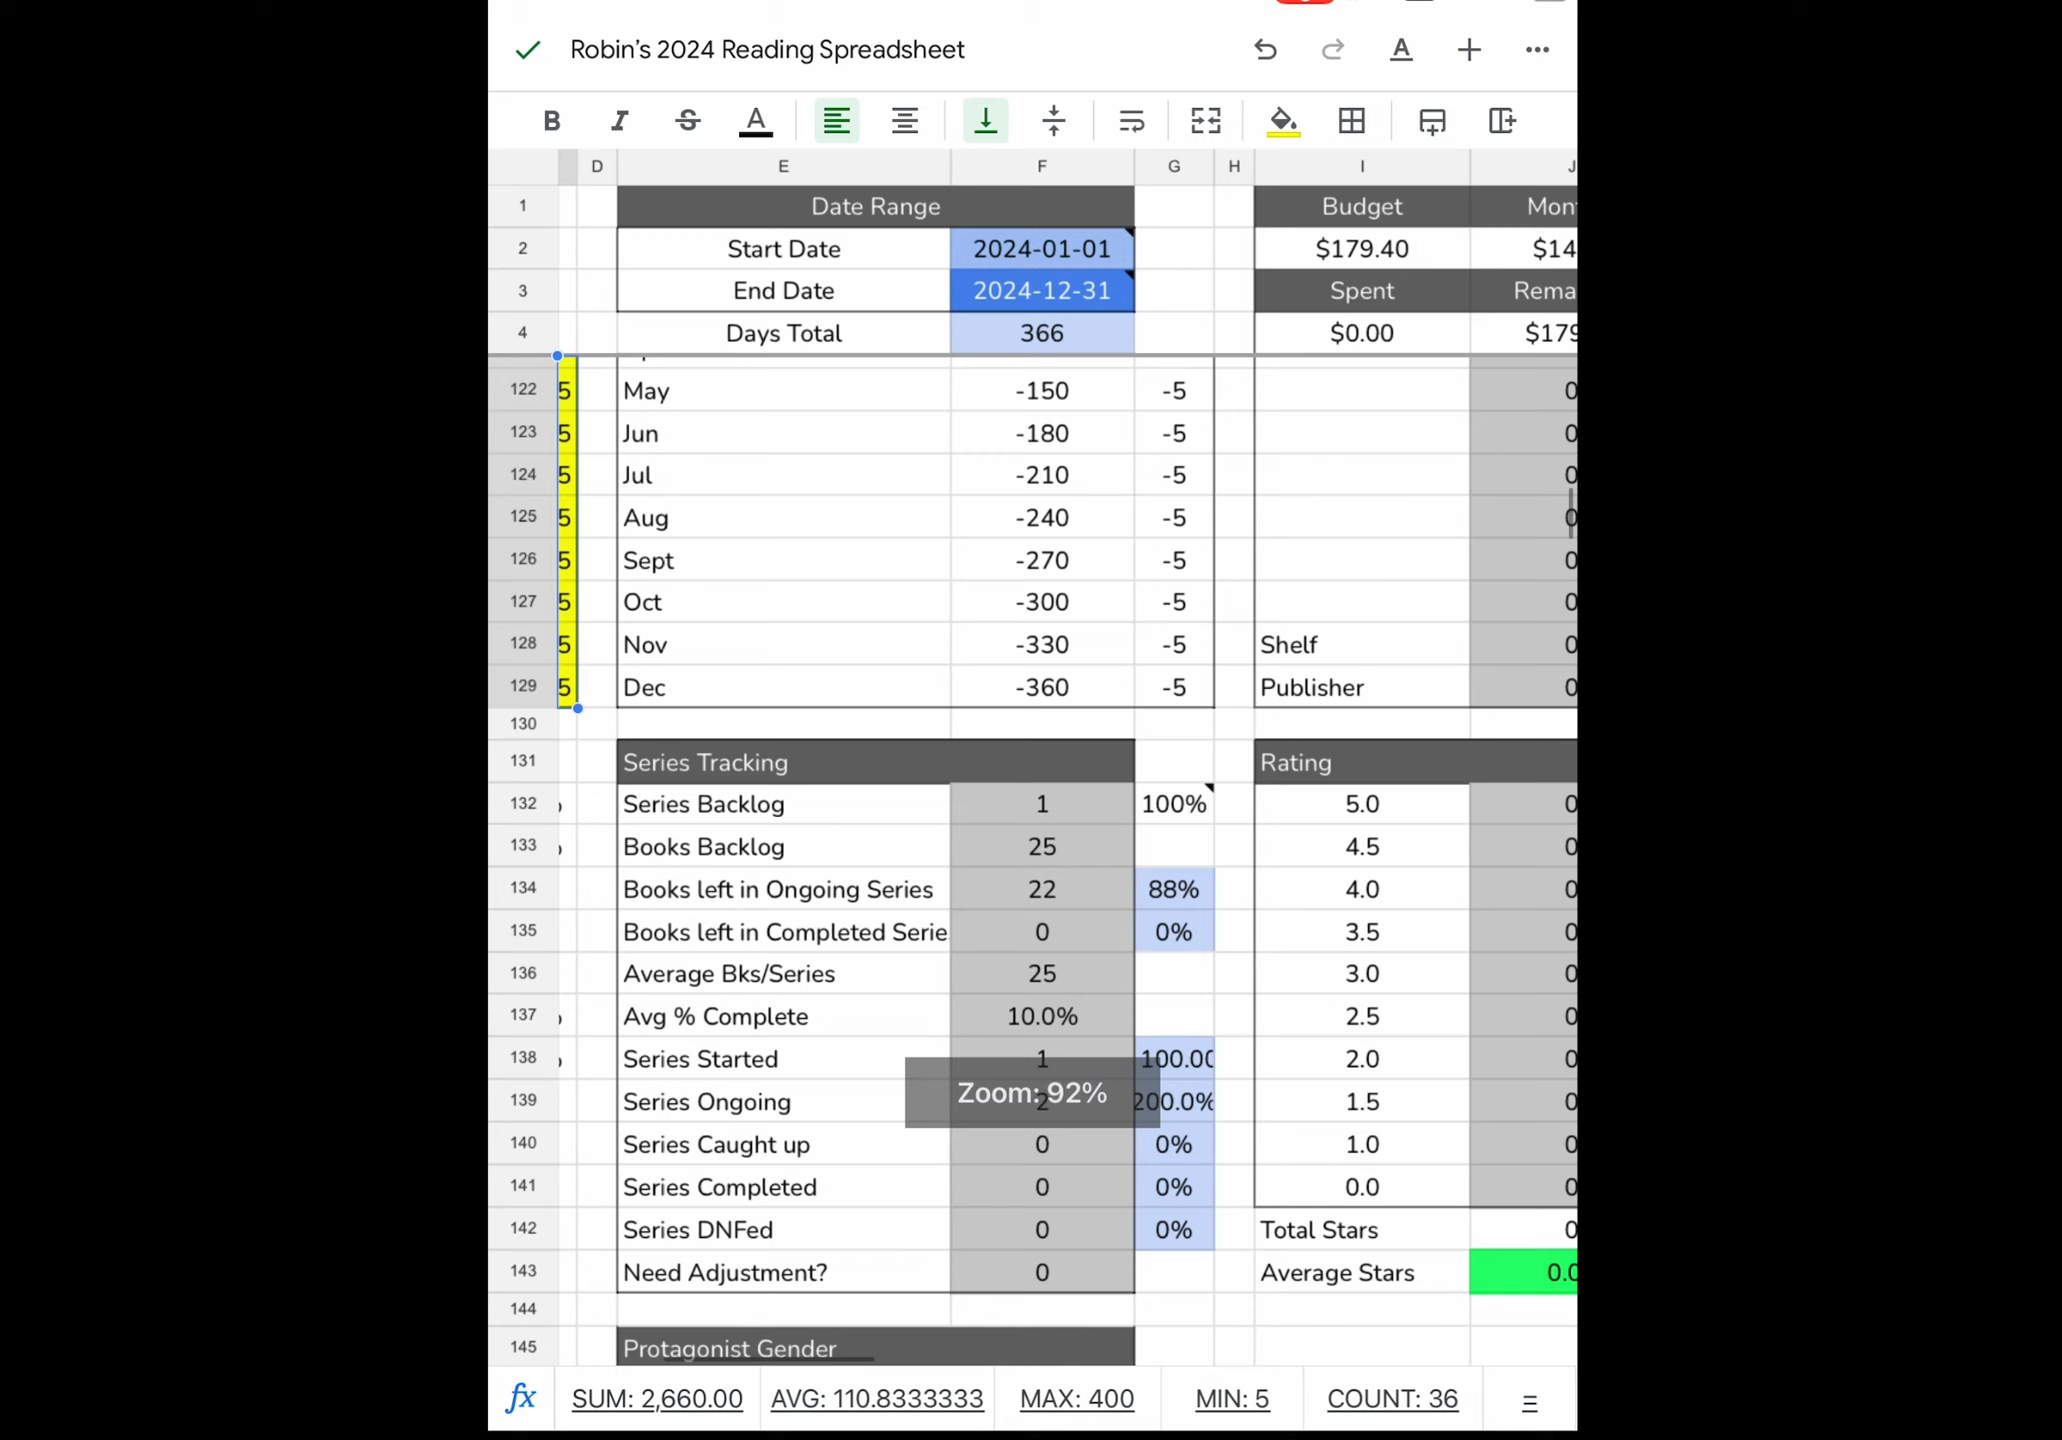 Robin's 2024 Reading Spreadsheet
B I S A
D E F G H I J
1 Date Range Budget
2 Start Date 2024-01-01 $179.40
3 End Date 2024-12-31 Spent
4 Days Total 366 $0.00
122 5 May -150 -5 0
123 5 Jun -180 -5 0
124 5 Jul -210 -5 0
125 5 Aug -240 -5 0
126 5 Sept -270 -5 0
127 5 Oct -300 -5 0
128 5 Nov -330 -5 Shelf 0
129 5 Dec -360 -5 Publisher 0
130
131 Series Tracking Rating
132 Series Backlog 1 100% 5.0 0
133 Books Backlog 25 4.5 0
134 Books left in Ongoing Series 22 88% 4.0 0
135 Books left in Completed Serie 0 0% 3.5 0
136 Average Bks/Series 25 3.0 0
137 Avg % Complete 10.0% 2.5 0
138 Series Started 1 100.00 2.0 0
Zoom: 92%
139 Series Ongoing 2 200.0% 1.5 0
140 Series Caught up 0 0% 1.0 0
141 Series Completed 0 0% 0.0 0
142 Series DNFed 0 0% Total Stars 0
143 Need Adjustment? 0 Average Stars 0.0
144
145 Protagonist Gender
fx SUM: 2,660.00 AVG: 110.8333333 MAX: 400 MIN: 5 COUNT: 36